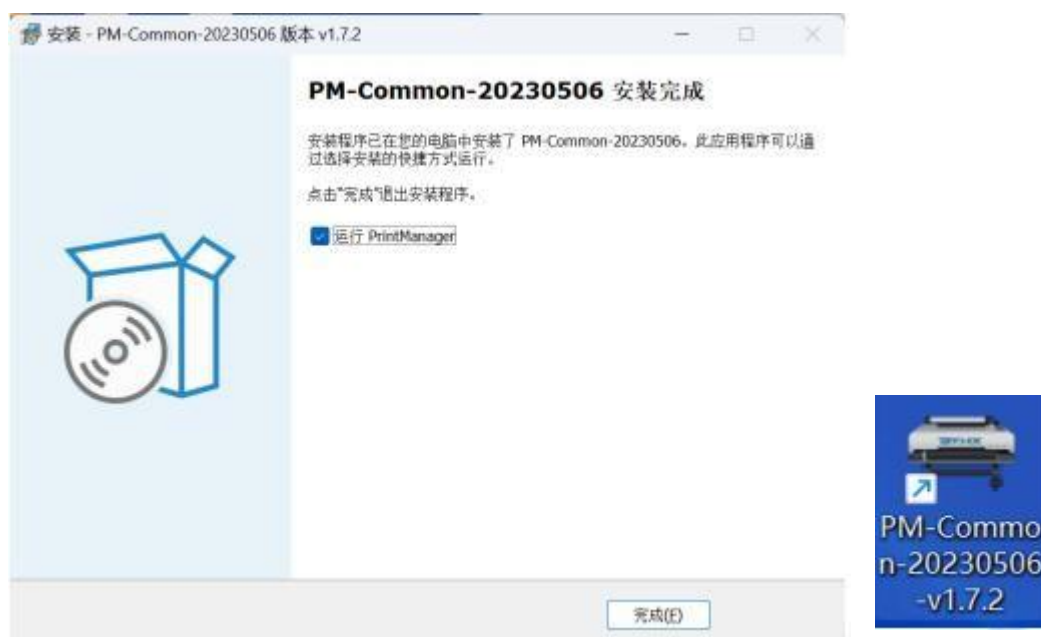 安装 - PM-Common-20230506 版本 v1.7.2
PM-Common-20230506 安装完成
安装程序已在您的电脑中安装了 PM-Common-20230506。此应用程序可以通
过选择安装的快捷方式运行。
点击"完成"退出安装程序。
运行 PrintManager
完成(F)
PM-Commo
n-20230506
-v1.7.2